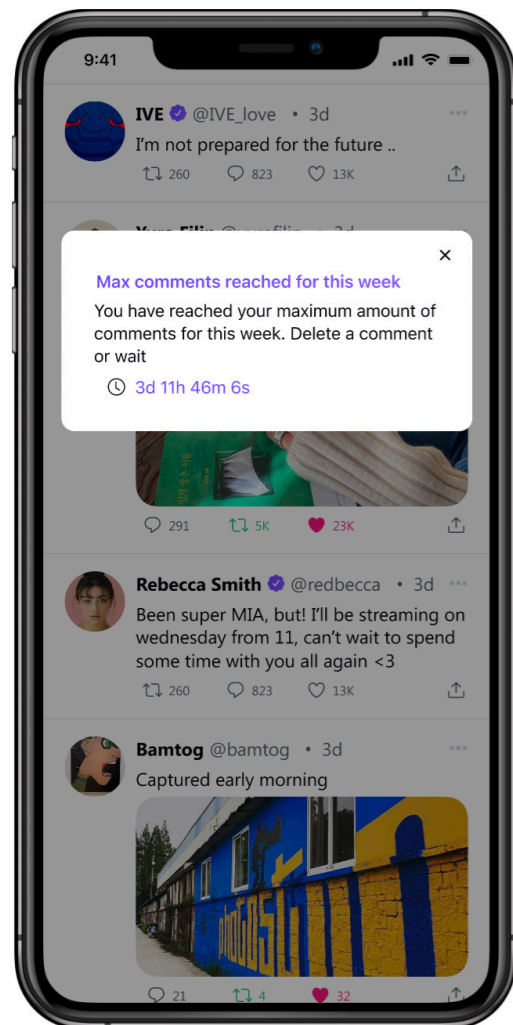 9:41
IVE @IVE_love • 3d
I'm not prepared for the future ..
260 823 13K
Max comments reached for this week
You have reached your maximum amount of
comments for this week. Delete a comment
or wait
3d 11h 46m 6s
291 5K 23K
Rebecca Smith @redbecca • 3d
Been super MIA, but! I'll be streaming on
wednesday from 11, can't wait to spend
some time with you all again <3
260 823 13K
Bamtog @bamtog • 3d
Captured early morning
21 4 32